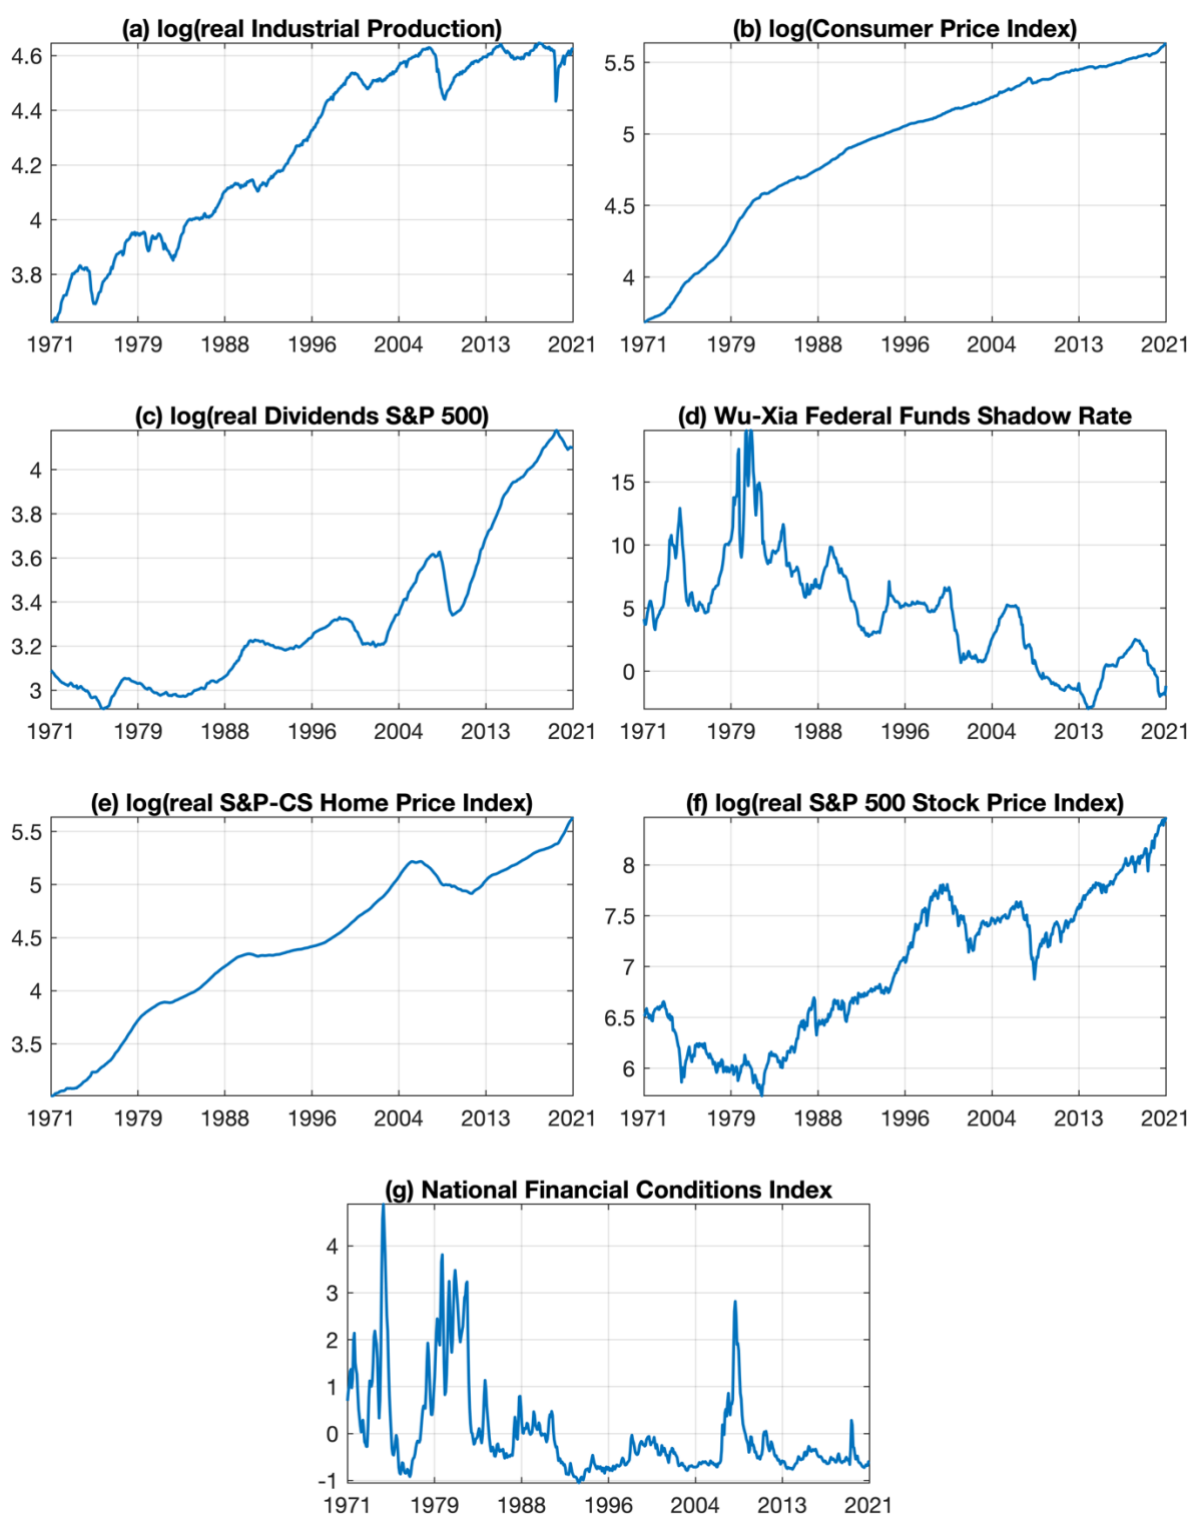 (a) log(real Industrial Production)
4.6
4.4
4.2
4
3.8
1971 1979 1988 1996 2004 2013 2021
(b) log(Consumer Price Index)
5.5
5
4.5
4
1971 1979 1988 1996 2004 2013 2021
(c) log(real Dividends S&P 500)
4
3.8
3.6
3.4
3.2
3
1971 1979 1988 1996 2004 2013 2021
(d) Wu-Xia Federal Funds Shadow Rate
15
10
5
0
1971 1979 1988 1996 2004 2013 2021
(e) log(real S&P-CS Home Price Index)
5.5
5
4.5
4
3.5
1971 1979 1988 1996 2004 2013 2021
(f) log(real S&P 500 Stock Price Index)
8
7.5
7
6.5
6
1971 1979 1988 1996 2004 2013 2021
(g) National Financial Conditions Index
4
3
2
1
0
-1
1971 1979 1988 1996 2004 2013 2021